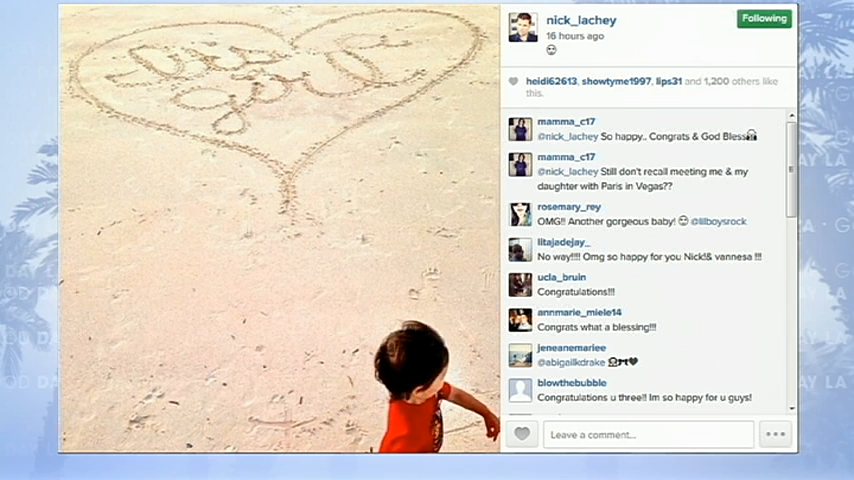 It's a
girl!
nick_lachey
Following
16 hours ago
heidi62613, showtyme1997, lips31 and 1,200 others like
this.
mamma_c17
@nick_lachey So happy.. Congrats & God Bless
mamma_c17
@nick_lachey Still don't recall meeting me & my
daughter with Paris in Vegas??
rosemary_rey
OMG!! Another gorgeous baby! @lilboysrock
litajadejay_
No way!!!! Omg so happy for you Nick!& vannesa !!!
ucla_bruin
Congratulations!!!
annmarie_miele14
Congrats what a blessing!!!
jeneanemariee
@abigailkdrake
blowthebubble
Congratulations u three!! Im so happy for u guys!
Leave a comment...